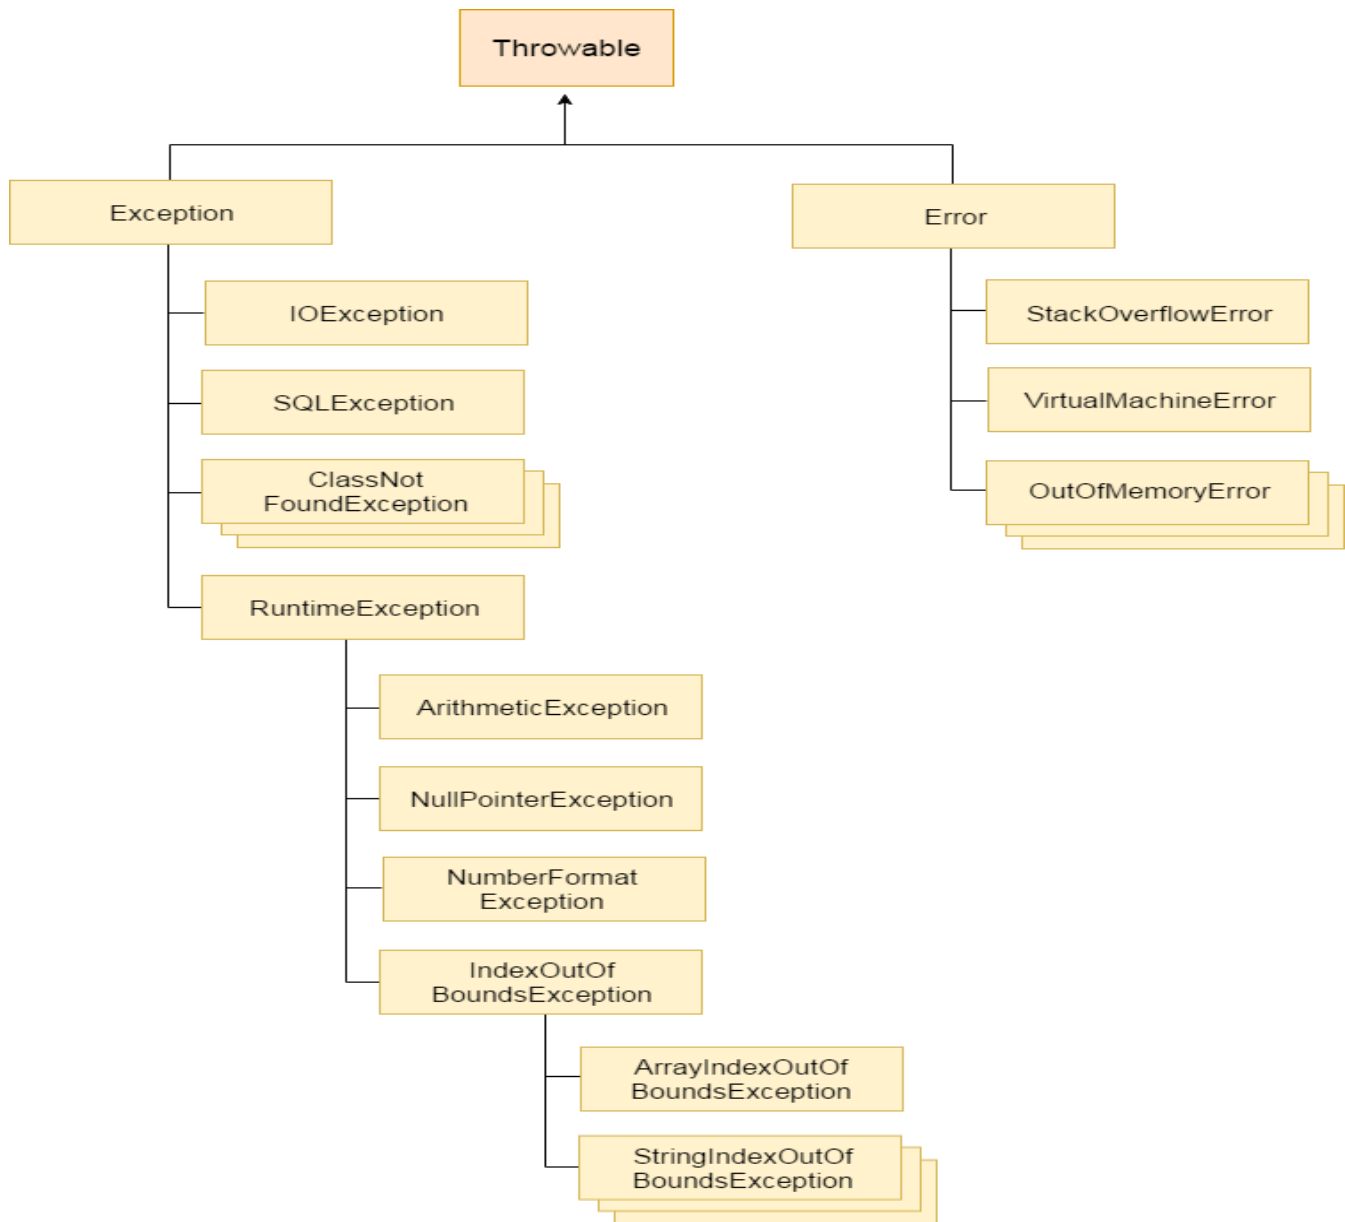 Throwable
Exception
Error
IOException
StackOverflowError
SQLException
VirtualMachineError
ClassNot
FoundException
OutOfMemoryError
RuntimeException
ArithmeticException
NullPointerException
NumberFormat
Exception
IndexOutOf
BoundsException
ArrayIndexOutOf
BoundsException
StringIndexOutOf
BoundsException